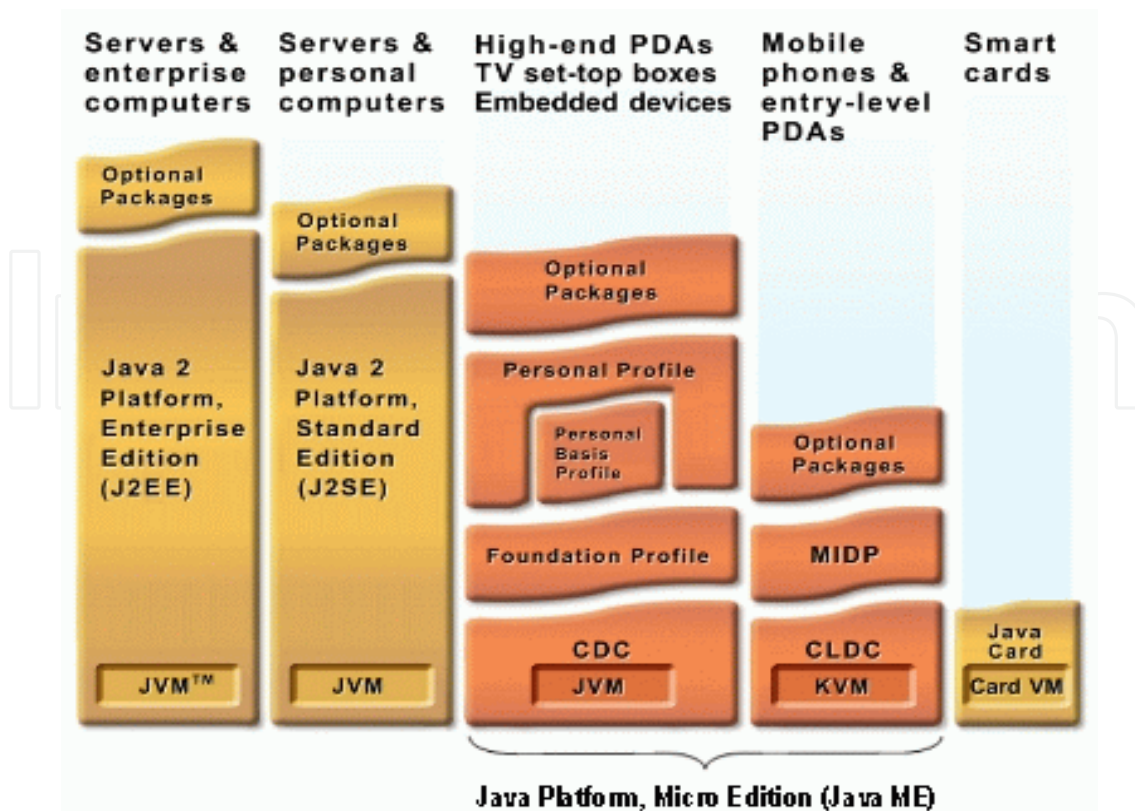 Servers &
enterprise
computers
Servers &
personal
computers
High-end PDAs
TV set-top boxes
Embedded devices
Mobile
phones &
entry-level
PDAs
Smart
cards
Optional
Packages
Java 2
Platform,
Enterprise
Edition
(J2EE)
JVM™
Optional
Packages
Java 2
Platform,
Standard
Edition
(J2SE)
JVM
Optional
Packages
Personal Profile
Personal
Basis
Profile
Foundation Profile
CDC
JVM
Optional
Packages
MIDP
CLDC
KVM
Java
Card
Card VM
Java Platform, Micro Edition (Java ME)